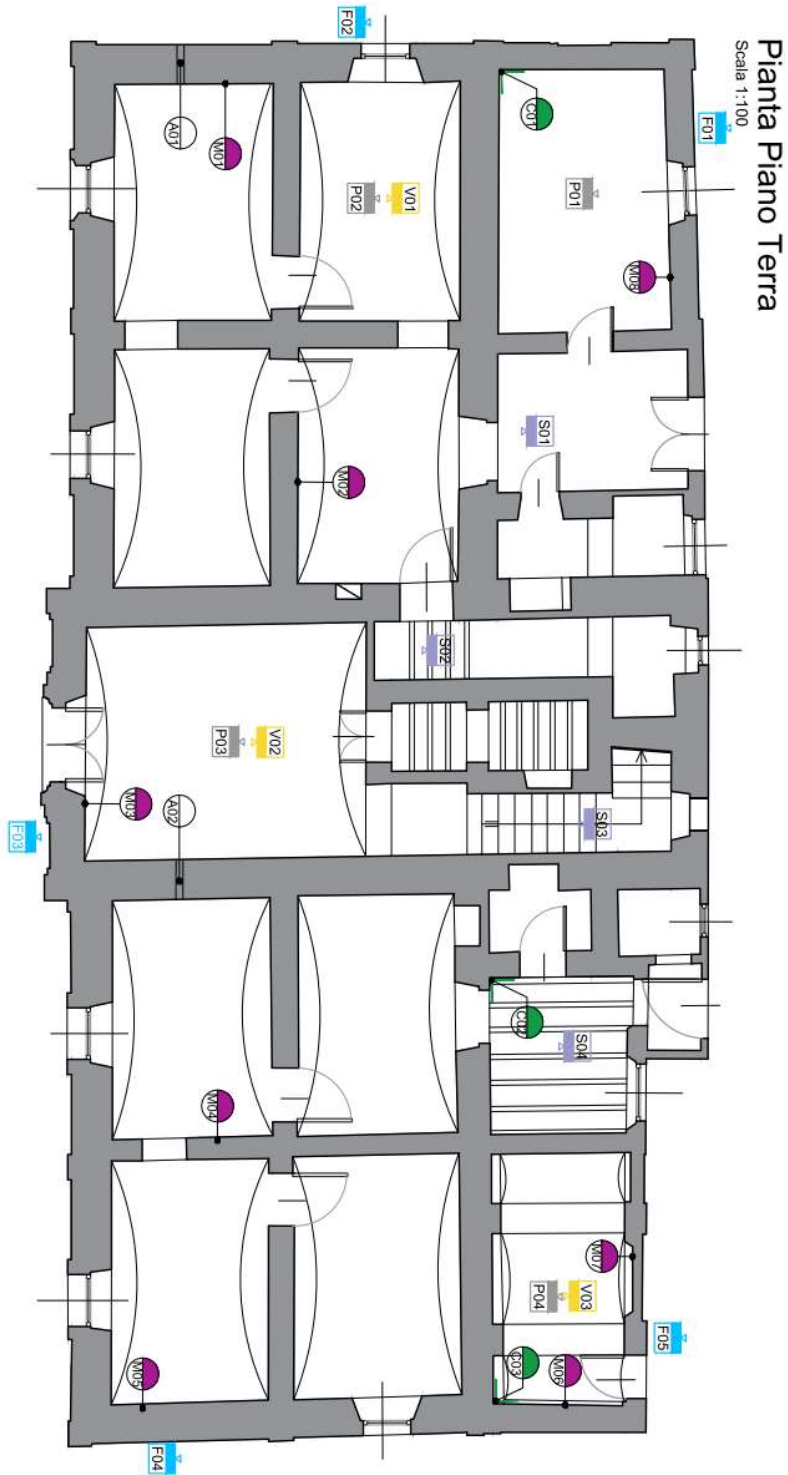 Pianta Piano Terra
Scala 1:100
F01
F02
C01
P01
M08
V01
P02
M01
A01
S01
M02
S02
V02
P03
S03
A02
M03
F03
C02
S04
M04
M07
V03
P04
F05
C03
M06
M05
F04